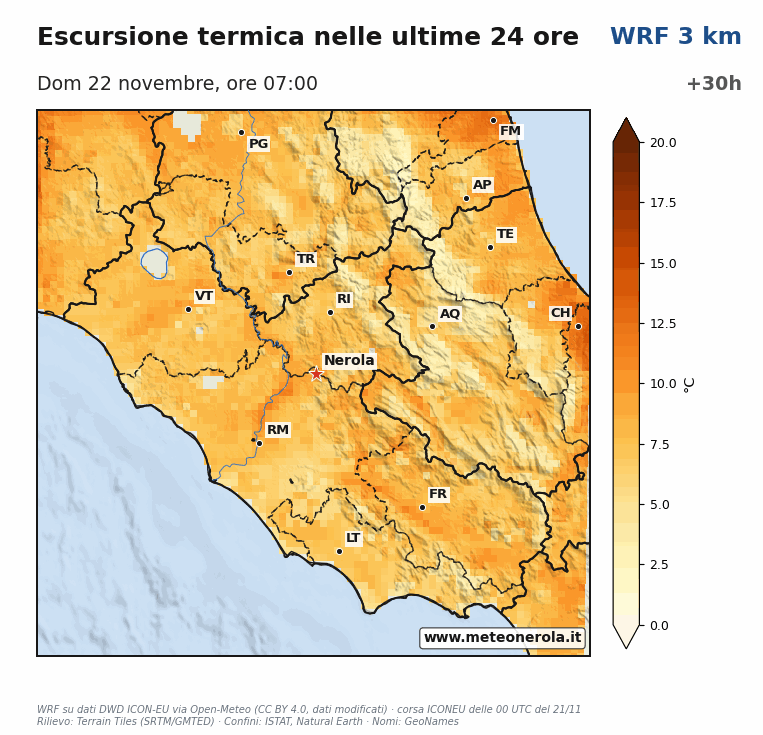 Escursione termica nelle ultime 24 ore WRF 3 km
Dom 22 novembre, ore 07:00 +30h
FM
PG
AP
TE
TR
VT
RI
AQ
CH
Nerola
RM
FR
LT
www.meteonerola.it
20.0
17.5
15.0
12.5
10.0
7.5
5.0
2.5
0.0
°C
WRF su dati DWD ICON-EU via Open-Meteo (CC BY 4.0, dati modificati) · corsa ICONEU delle 00 UTC del 21/11
Rilievo: Terrain Tiles (SRTM/GMTED) · Confini: ISTAT, Natural Earth · Nomi: GeoNames